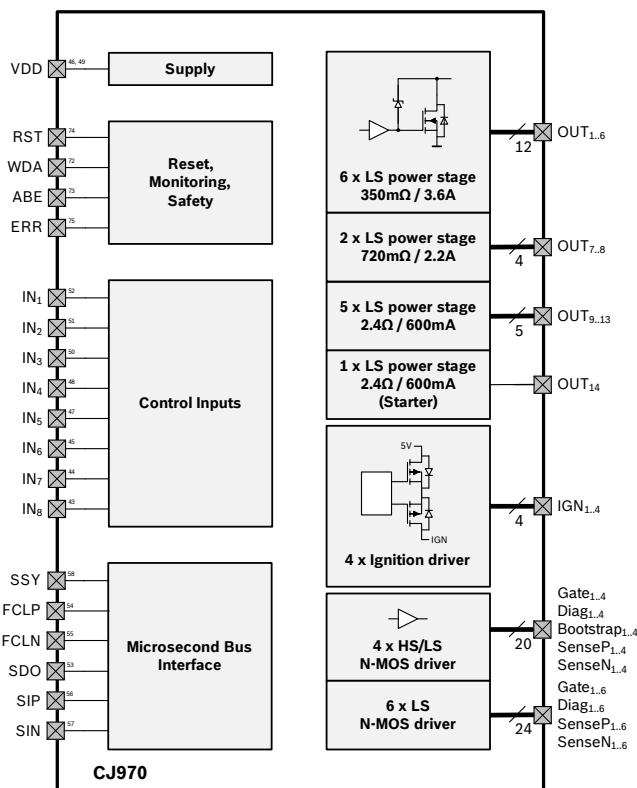 VDD
46, 49
Supply
RST
74
WDA
72
ABE
73
ERR
75
Reset,
Monitoring,
Safety
IN₁
52
IN₂
51
IN₃
50
IN₄
48
IN₅
47
IN₆
45
IN₇
44
IN₈
43
Control Inputs
SSY
58
FCLP
54
FCLN
55
SDO
53
SIP
56
SIN
57
Microsecond Bus
Interface
CJ970
6 x LS power stage
350mΩ / 3.6A
12
OUT₁..₆
2 x LS power stage
720mΩ / 2.2A
4
OUT₇..₈
5 x LS power stage
2.4Ω / 600mA
5
OUT₉..₁₃
1 x LS power stage
2.4Ω / 600mA
(Starter)
OUT₁₄
5V
IGN
4 x Ignition driver
4
IGN₁..₄
4 x HS/LS
N-MOS driver
20
Gate₁..₄
Diag₁..₄
Bootstrap₁..₄
SenseP₁..₄
SenseN₁..₄
6 x LS
N-MOS driver
24
Gate₁..₆
Diag₁..₆
SenseP₁..₆
SenseN₁..₆